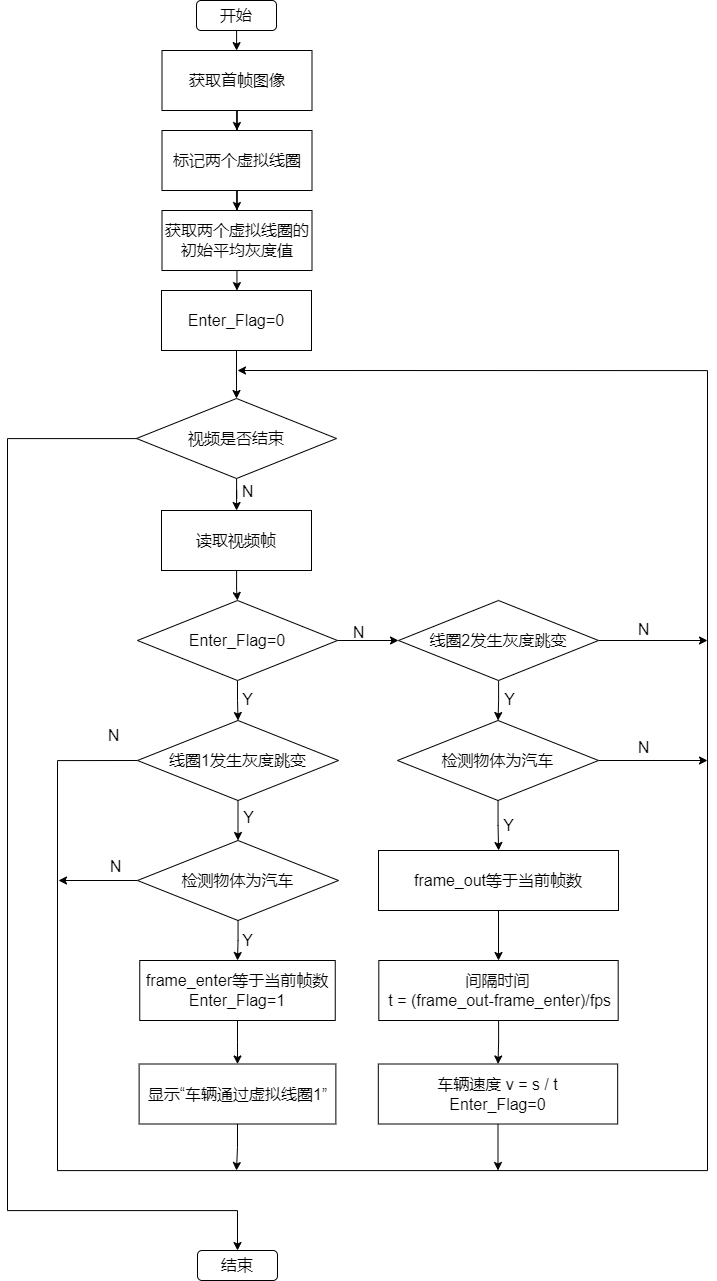 开始
获取首帧图像
标记两个虚拟线圈
获取两个虚拟线圈的
初始平均灰度值
Enter_Flag=0
视频是否结束
N
读取视频帧
Enter_Flag=0
N
线圈2发生灰度跳变
N
Y
Y
N
线圈1发生灰度跳变
检测物体为汽车
N
Y
Y
N
检测物体为汽车
frame_out等于当前帧数
Y
frame_enter等于当前帧数
Enter_Flag=1
间隔时间
t = (frame_out-frame_enter)/fps
显示“车辆通过虚拟线圈1”
车辆速度 v = s / t
Enter_Flag=0
结束